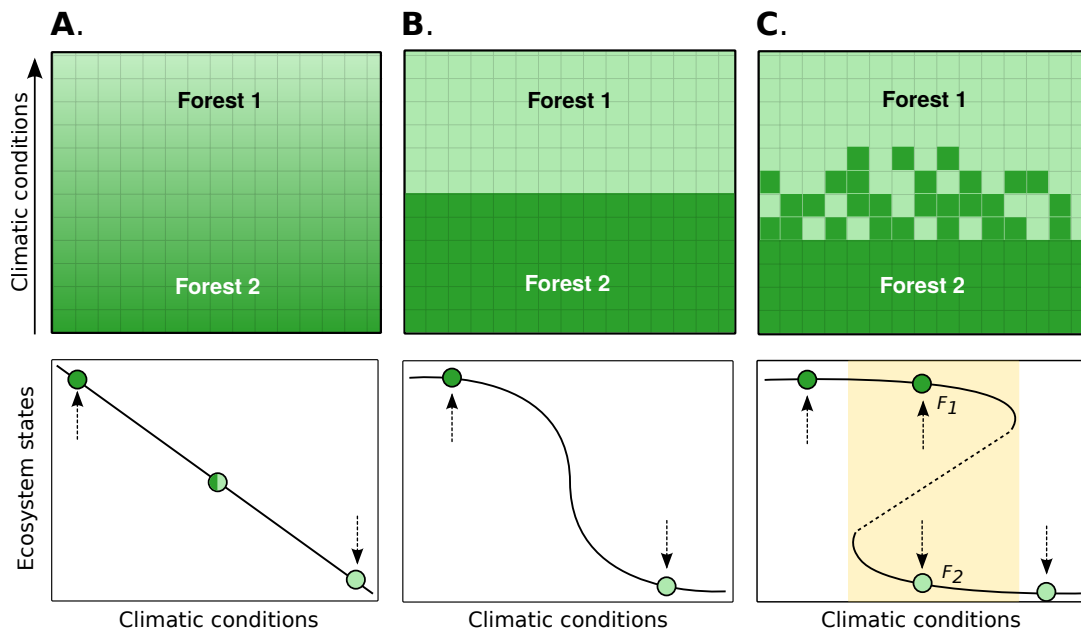 A.
B.
C.
Climatic conditions
Forest 1
Forest 2
Forest 1
Forest 2
Forest 1
Forest 2
Ecosystem states
F1
F2
Climatic conditions
Climatic conditions
Climatic conditions